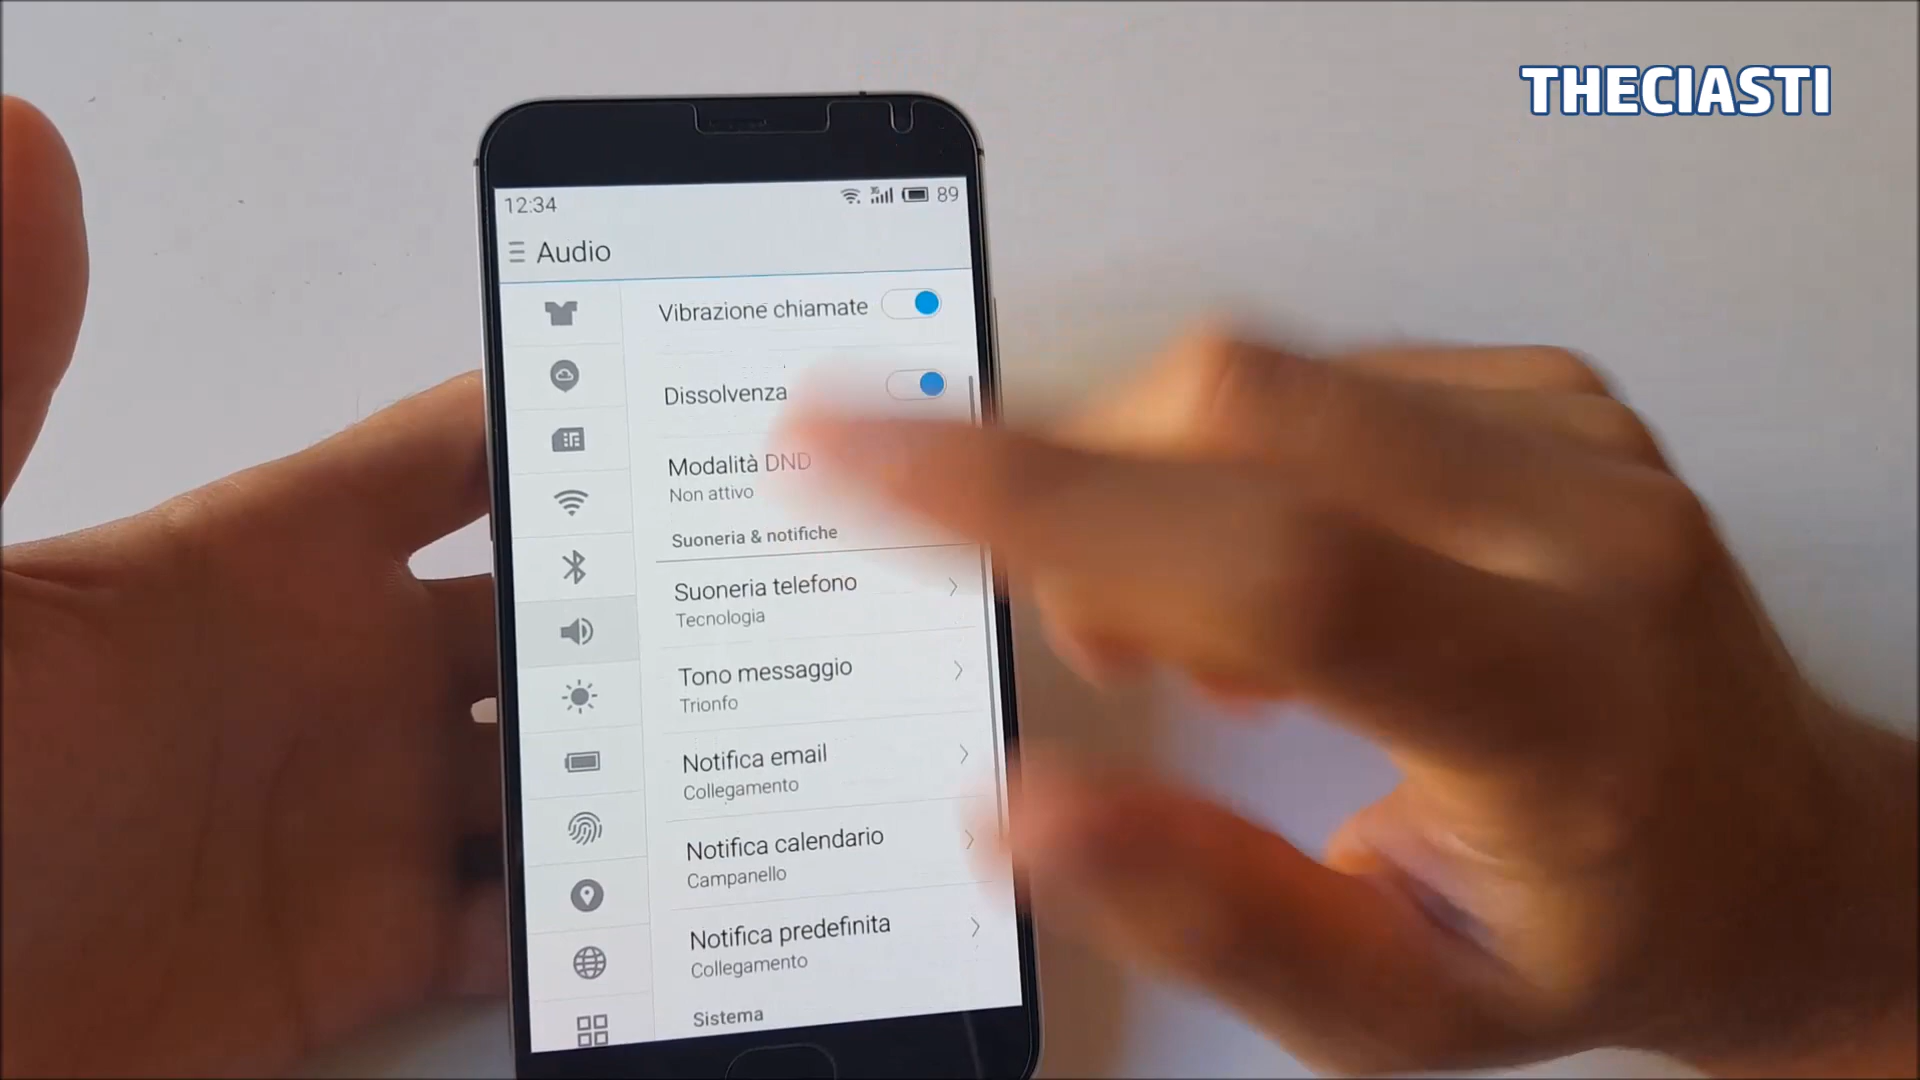 THECIASTI
12:34
3G
89
Audio
Vibrazione chiamate
Dissolvenza
Modalità DND
Non attivo
Suoneria & notifiche
Suoneria telefono
Tecnologia
Tono messaggio
Trionfo
Notifica email
Collegamento
Notifica calendario
Campanello
Notifica predefinita
Collegamento
Sistema